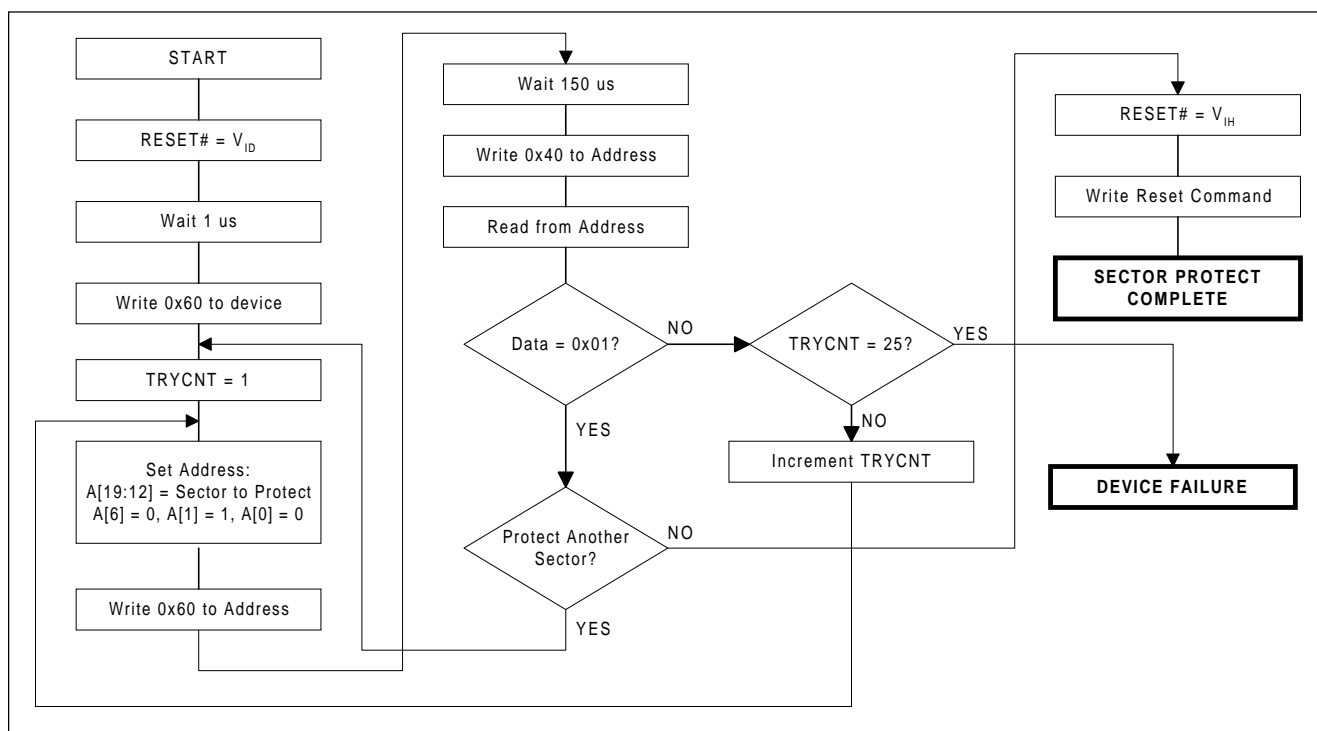 START
RESET# = VID
Wait 1 us
Write 0x60 to device
TRYCNT = 1
Set Address:
A[19:12] = Sector to Protect
A[6] = 0, A[1] = 1, A[0] = 0
Write 0x60 to Address
Wait 150 us
Write 0x40 to Address
Read from Address
Data = 0x01?
NO
YES
Protect Another
Sector?
NO
YES
TRYCNT = 25?
YES
NO
Increment TRYCNT
RESET# = VIH
Write Reset Command
SECTOR PROTECT
COMPLETE
DEVICE FAILURE